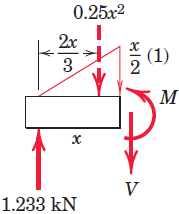 0.25x²
2x/3
x/2 (1)
M
x
V
1.233 kN